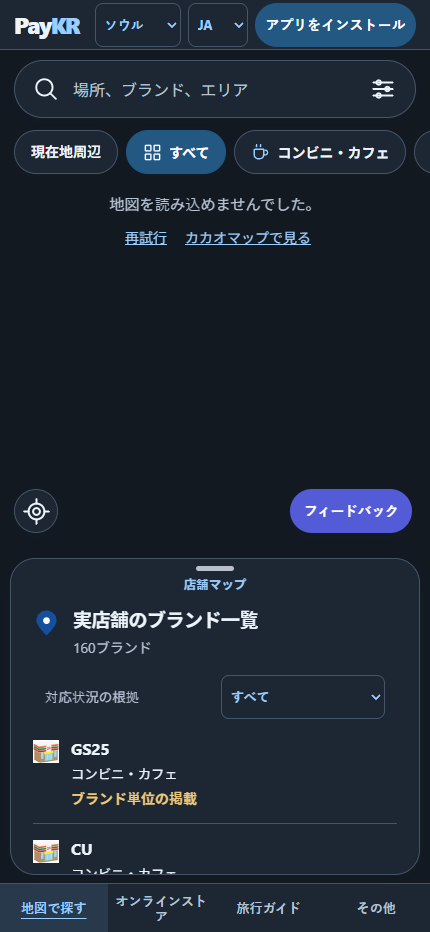 PayKR
ソウル
JA
アプリをインストール
場所、ブランド、エリア
現在地周辺
すべて
コンビニ・カフェ
地図を読み込めませんでした。
再試行
カカオマップで見る
フィードバック
店舗マップ
実店舗のブランド一覧
160ブランド
対応状況の根拠
すべて
GS25
コンビニ・カフェ
ブランド単位の掲載
CU
コンビニ・カフェ
地図で探す
オンラインスト
ア
旅行ガイド
その他